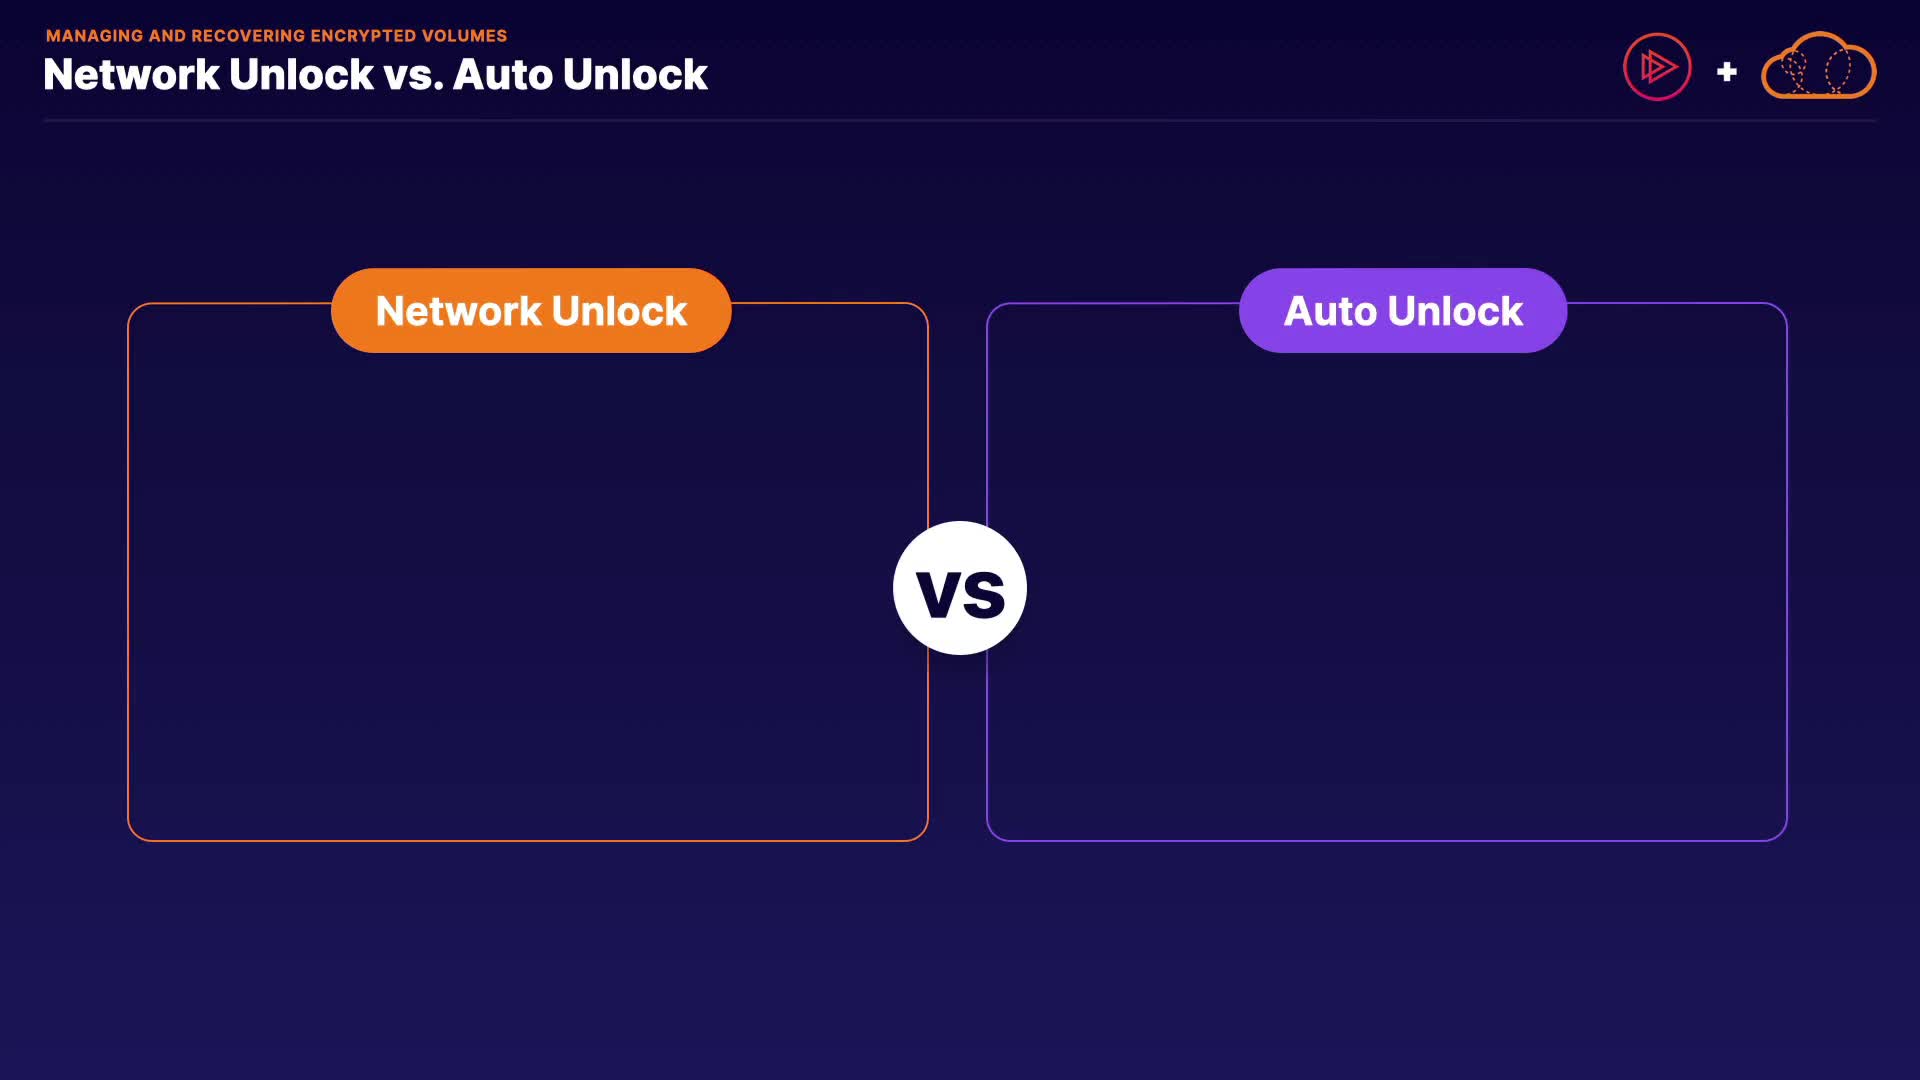 MANAGING AND RECOVERING ENCRYPTED VOLUMES
Network Unlock vs. Auto Unlock
Network Unlock
Auto Unlock
VS